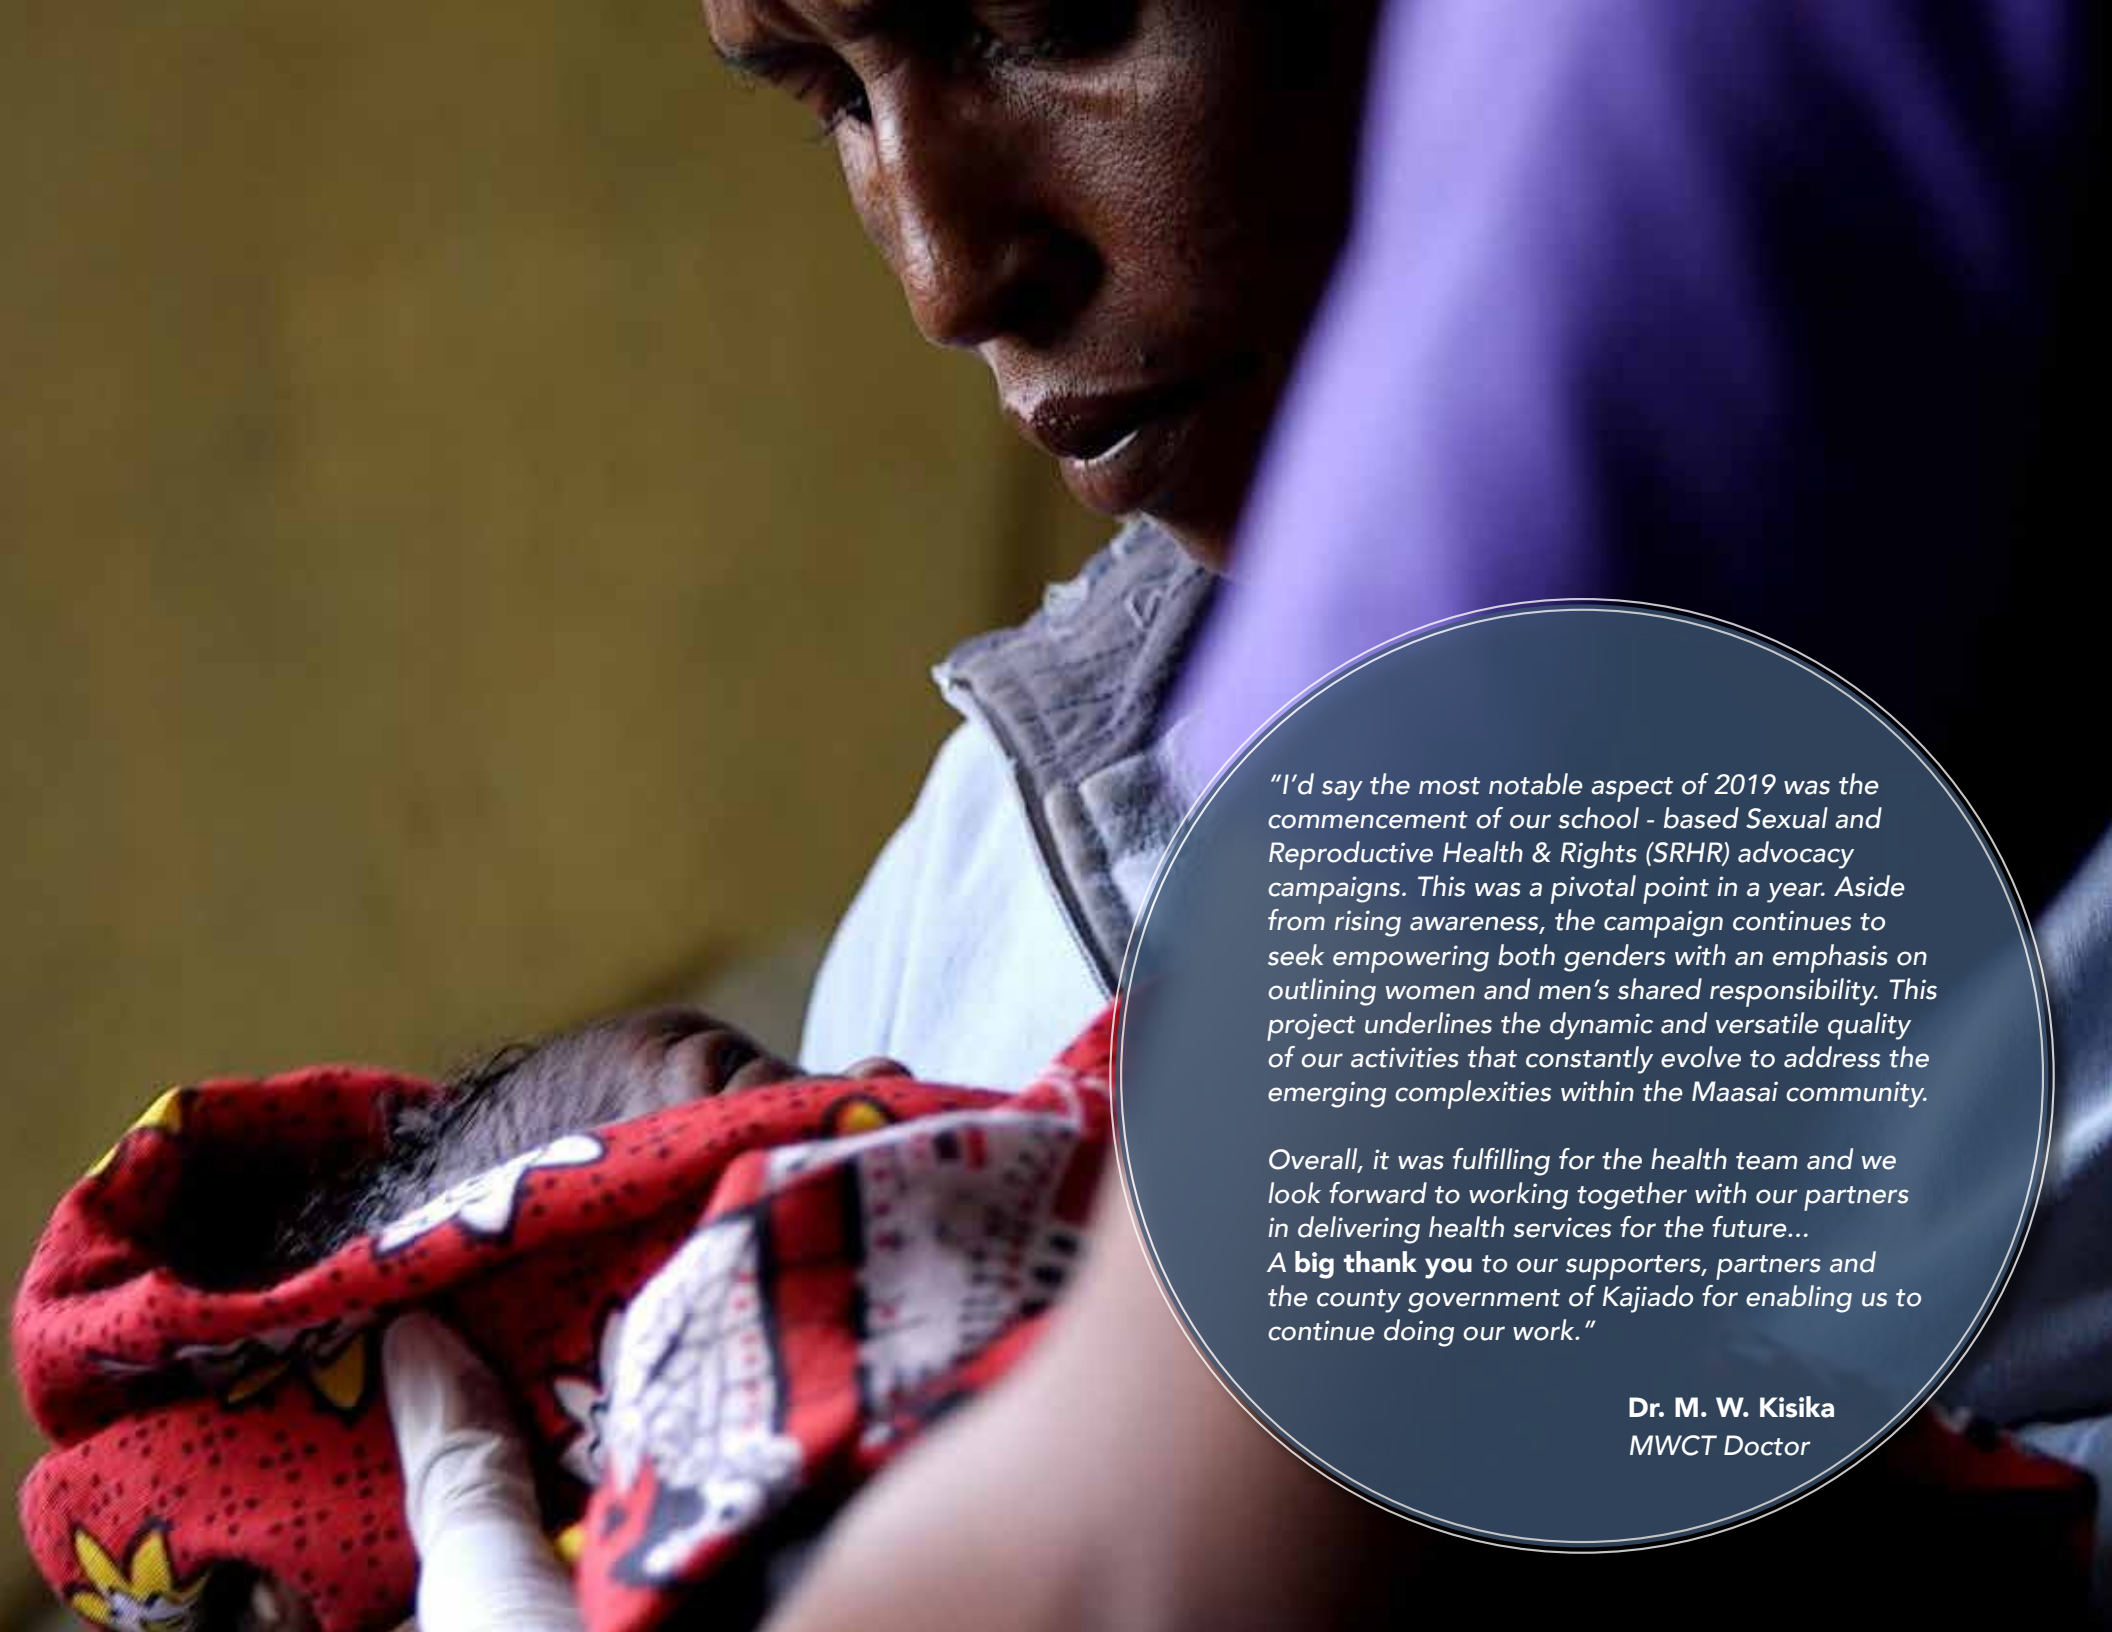 “I’d say the most notable aspect of 2019 was the
commencement of our school - based Sexual and
Reproductive Health & Rights (SRHR) advocacy
campaigns. This was a pivotal point in a year. Aside
from rising awareness, the campaign continues to
seek empowering both genders with an emphasis on
outlining women and men’s shared responsibility. This
project underlines the dynamic and versatile quality
of our activities that constantly evolve to address the
emerging complexities within the Maasai community.
Overall, it was fulfilling for the health team and we
look forward to working together with our partners
in delivering health services for the future...
A big thank you to our supporters, partners and
the county government of Kajiado for enabling us to
continue doing our work.”
Dr. M. W. Kisika
MWCT Doctor